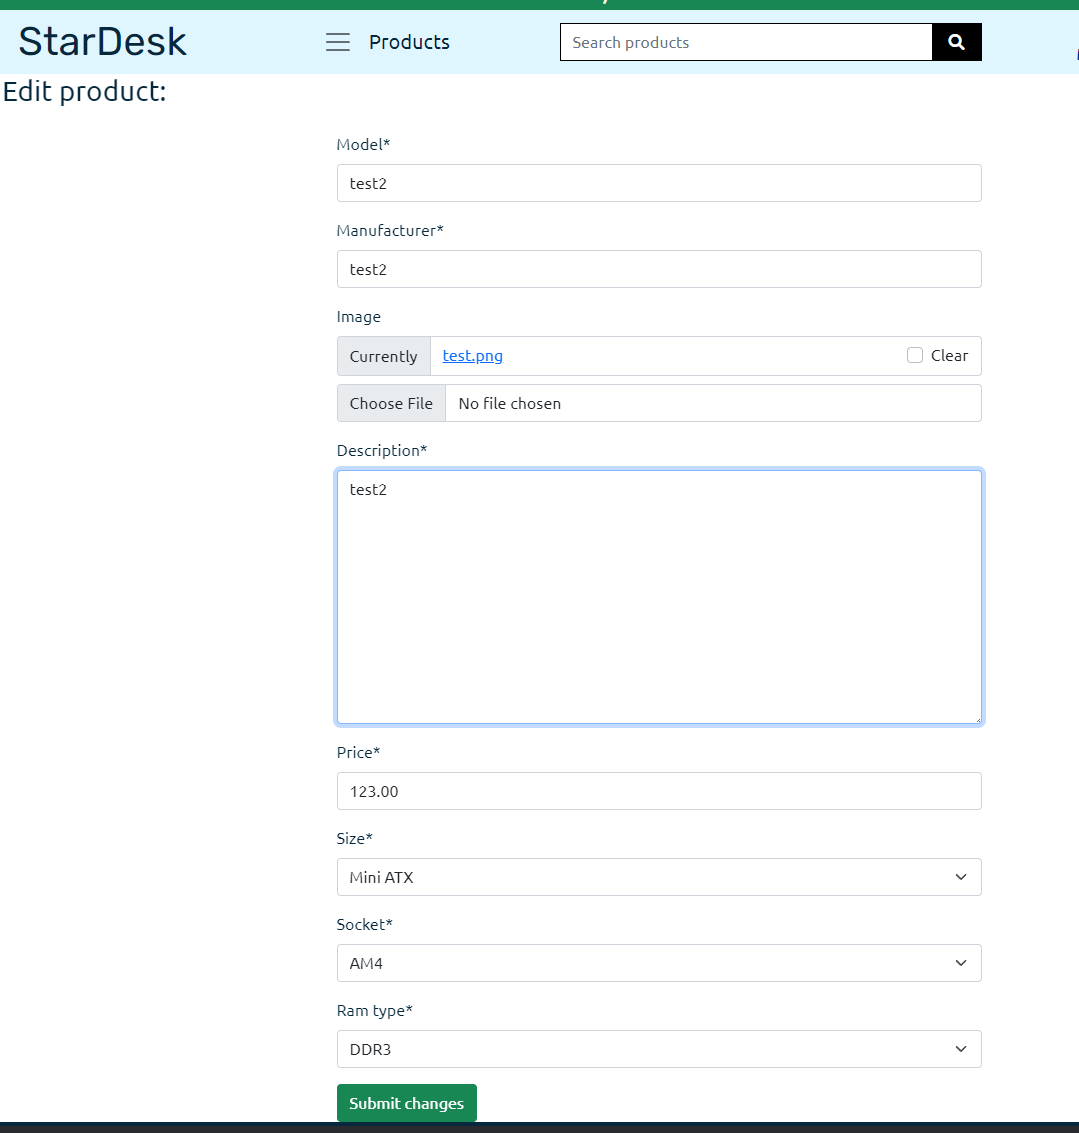 StarDesk
Products
Search products
Edit product:
Model*
test2
Manufacturer*
test2
Image
Currently test.png Clear
Choose File No file chosen
Description*
test2
Price*
123.00
Size*
Mini ATX
Socket*
AM4
Ram type*
DDR3
Submit changes